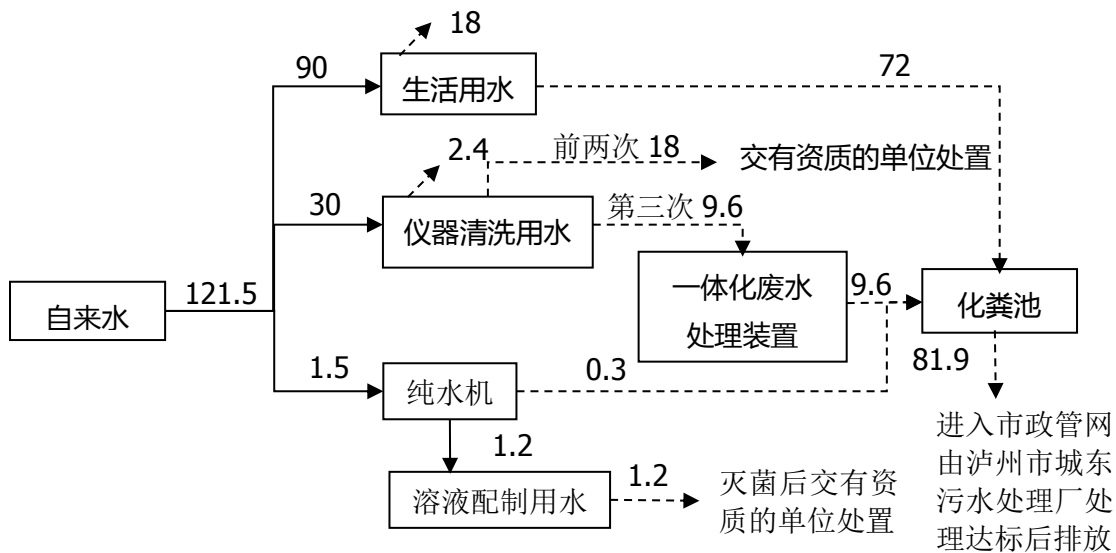 18
90
生活用水
72
2.4
前两次 18
交有资质的单位处置
30
仪器清洗用水
第三次 9.6
自来水
121.5
一体化废水
处理装置
9.6
化粪池
81.9
1.5
纯水机
0.3
1.2
溶液配制用水
1.2
灭菌后交有资
质的单位处置
进入市政管网
由泸州市城东
污水处理厂处
理达标后排放